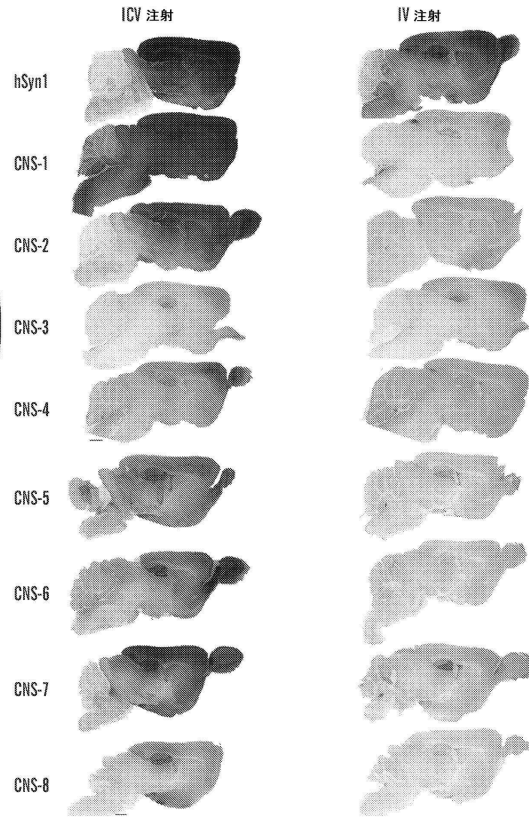 ICV 注射
IV 注射
hSyn1
CNS-1
CNS-2
CNS-3
CNS-4
CNS-5
CNS-6
CNS-7
CNS-8